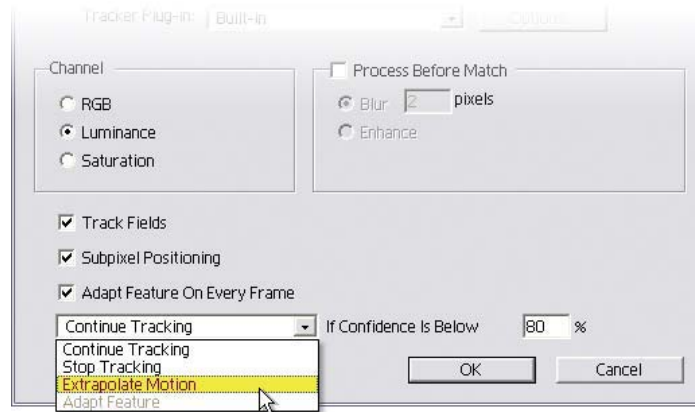 Tracker Plug-in: Built-in Options...
Channel
Process Before Match
RGB
Blur 2 pixels
Luminance
Enhance
Saturation
Track Fields
Subpixel Positioning
Adapt Feature On Every Frame
Continue Tracking If Confidence Is Below 80 %
Continue Tracking
Stop Tracking
OK Cancel
Extrapolate Motion
Adapt Feature